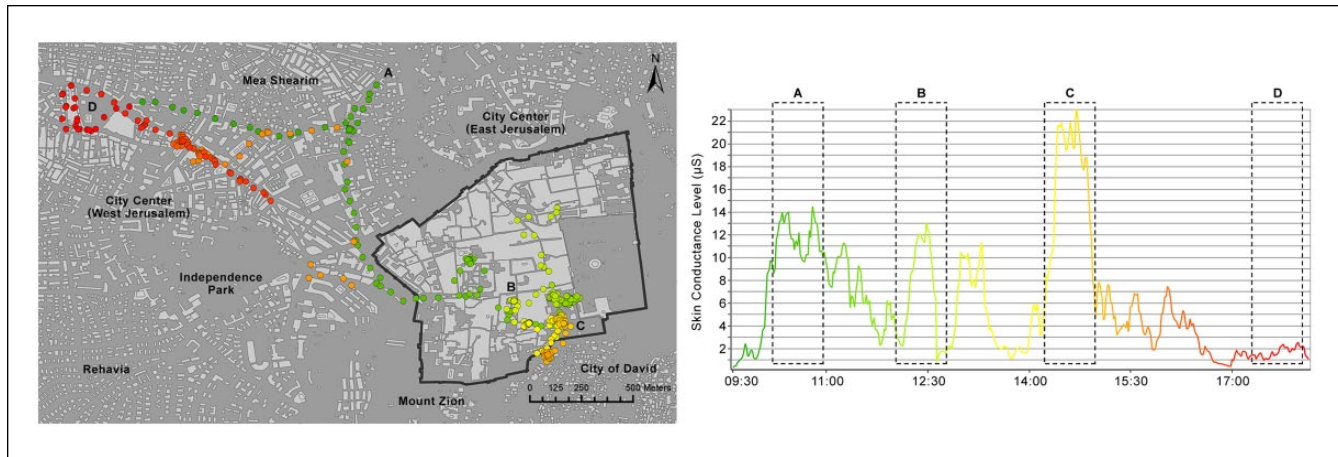 Mea Shearim
A
N
D
City Center
(East Jerusalem)
City Center
(West Jerusalem)
Independence
Park
B
C
Rehavia
City of David
Mount Zion
0 125 250 500 Meters
A B C D
Skin Conductance Level (µS)
22
20
18
16
14
12
10
8
6
4
2
09:30 11:00 12:30 14:00 15:30 17:00